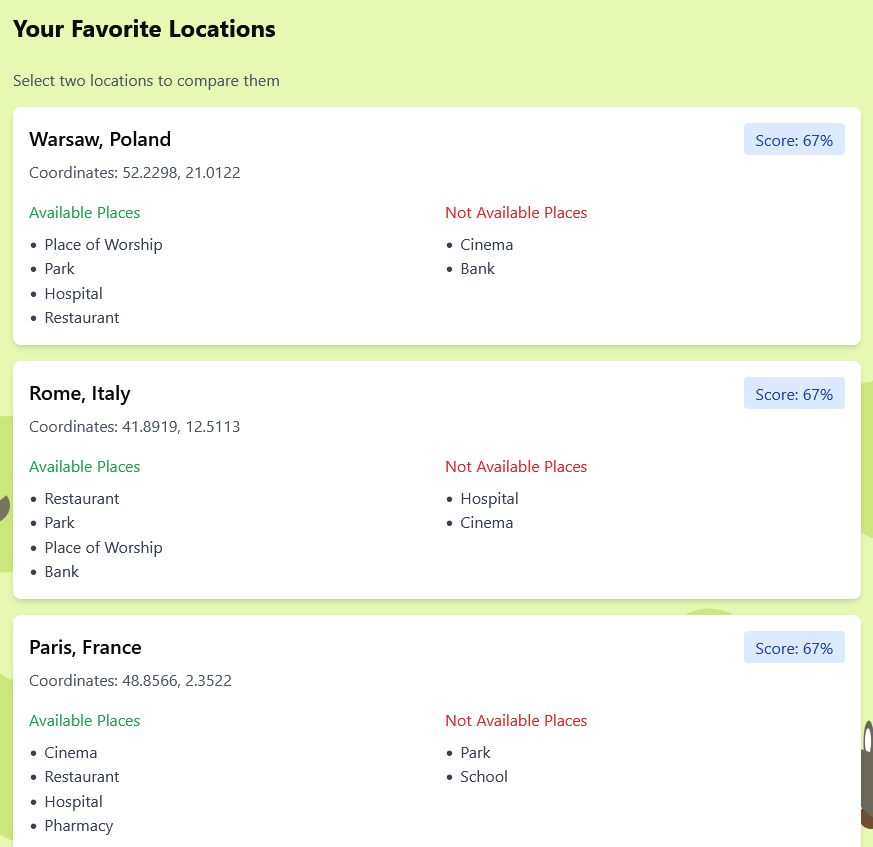 Your Favorite Locations
Select two locations to compare them
Warsaw, Poland
Score: 67%
Coordinates: 52.2298, 21.0122
Available Places
Not Available Places
• Place of Worship
• Cinema
• Park
• Bank
• Hospital
• Restaurant
Rome, Italy
Score: 67%
Coordinates: 41.8919, 12.5113
Available Places
Not Available Places
• Restaurant
• Hospital
• Park
• Cinema
• Place of Worship
• Bank
Paris, France
Score: 67%
Coordinates: 48.8566, 2.3522
Available Places
Not Available Places
• Cinema
• Park
• Restaurant
• School
• Hospital
• Pharmacy